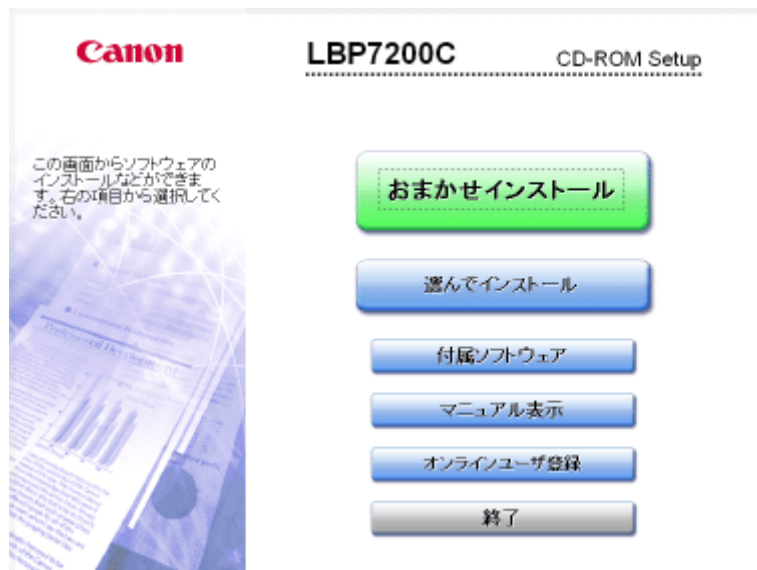 Canon
LBP7200C
CD-ROM Setup
この画面からソフトウェアの
インストールなどができま
す。右の項目から選択してく
ださい。
おまかせインストール
選んでインストール
付属ソフトウェア
マニュアル表示
オンラインユーザ登録
終了